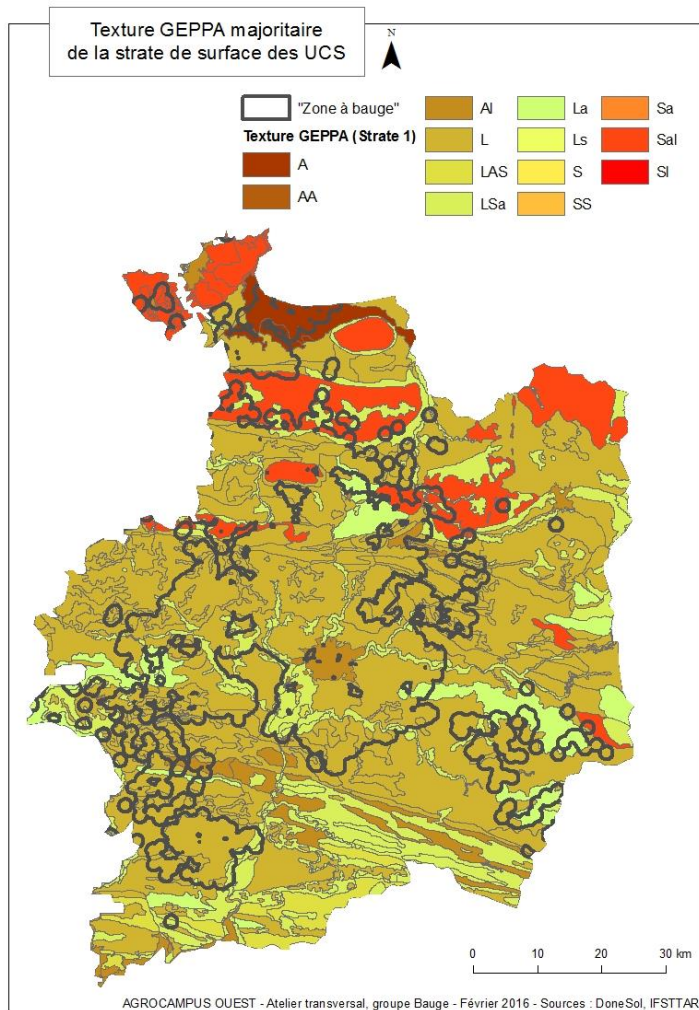 Texture GEPPA majoritaire
de la strate de surface des UCS
N
"Zone à bauge"
Texture GEPPA (Strate 1)
A
AA
Al
L
LAS
LSa
La
Ls
S
SS
Sa
Sal
Sl
0 10 20 30 km
AGROCAMPUS OUEST - Atelier transversal, groupe Bauge - Février 2016 - Sources : DoneSol, IFSTTAR